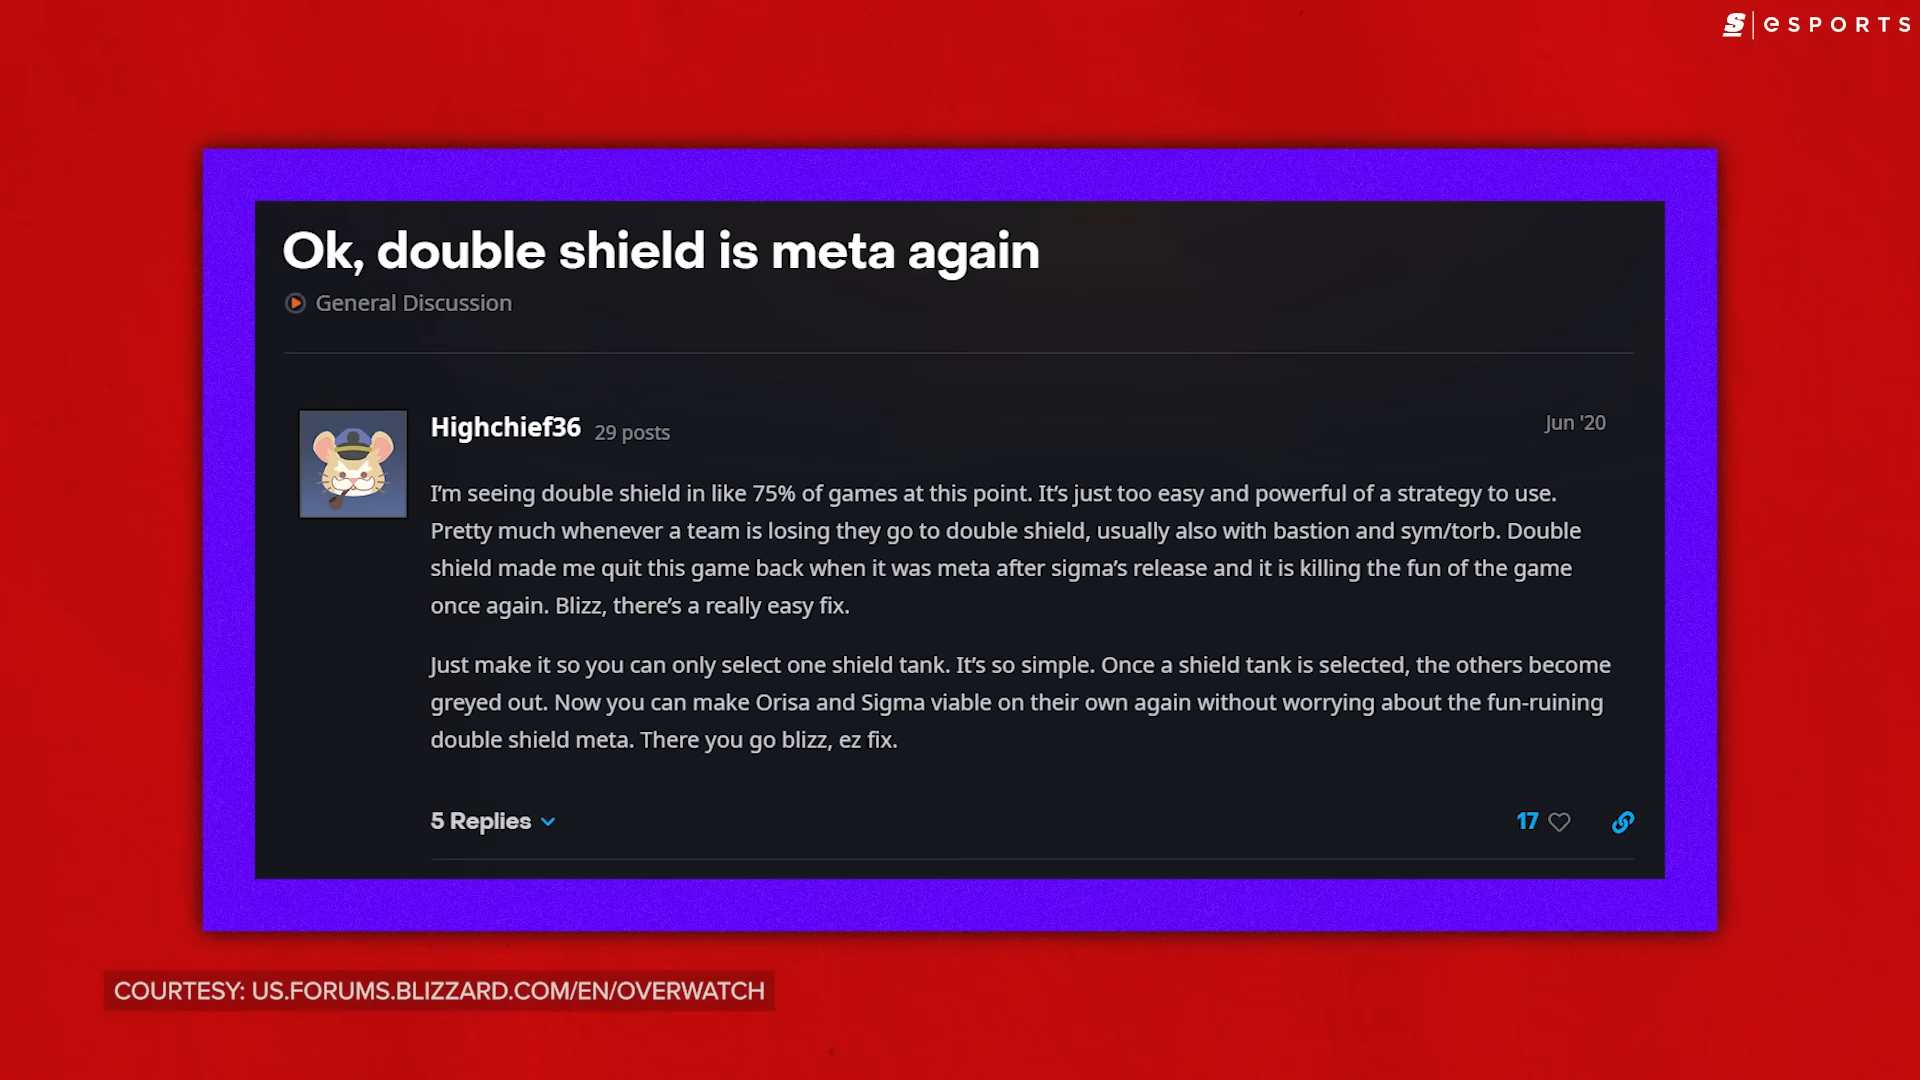 eSPORTS
Ok, double shield is meta again
General Discussion
Highchief36 29 posts
Jun '20
I'm seeing double shield in like 75% of games at this point. It's just too easy and powerful of a strategy to use.
Pretty much whenever a team is losing they go to double shield, usually also with bastion and sym/torb. Double
shield made me quit this game back when it was meta after sigma's release and it is killing the fun of the game
once again. Blizz, there's a really easy fix.
Just make it so you can only select one shield tank. It's so simple. Once a shield tank is selected, the others become
greyed out. Now you can make Orisa and Sigma viable on their own again without worrying about the fun-ruining
double shield meta. There you go blizz, ez fix.
5 Replies
17
COURTESY: US.FORUMS.BLIZZARD.COM/EN/OVERWATCH